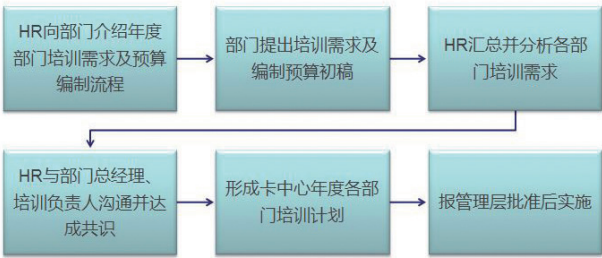 HR向部门介绍年度
部门培训需求及预算
编制流程
部门提出培训需求及
编制预算初稿
HR汇总并分析各部
门培训需求
HR与部门总经理、
培训负责人沟通并达
成共识
形成卡中心年度各部
门培训计划
报管理层批准后实施